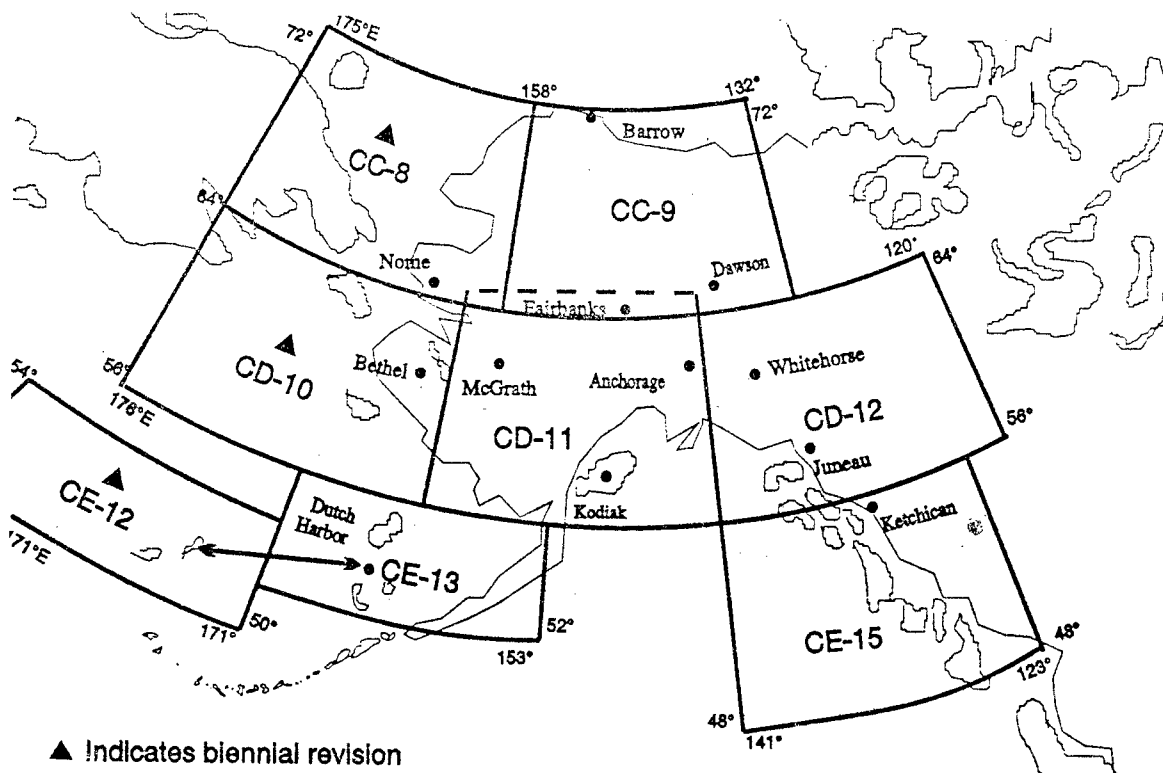 175°E
72°
158°
132°
72°
Barrow
CC-8
CC-9
64°
120°
64°
Nome
Dawson
Fairbanks
CD-10
Bethel
McGrath
Anchorage
Whitehorse
56°
176°E
54°
CD-11
CD-12
56°
Juneau
CE-12
Dutch
Harbor
Kodiak
Ketchican
171°E
CE-13
171°
50°
52°
153°
CE-15
48°
123°
48°
141°
▲ Indicates biennial revision